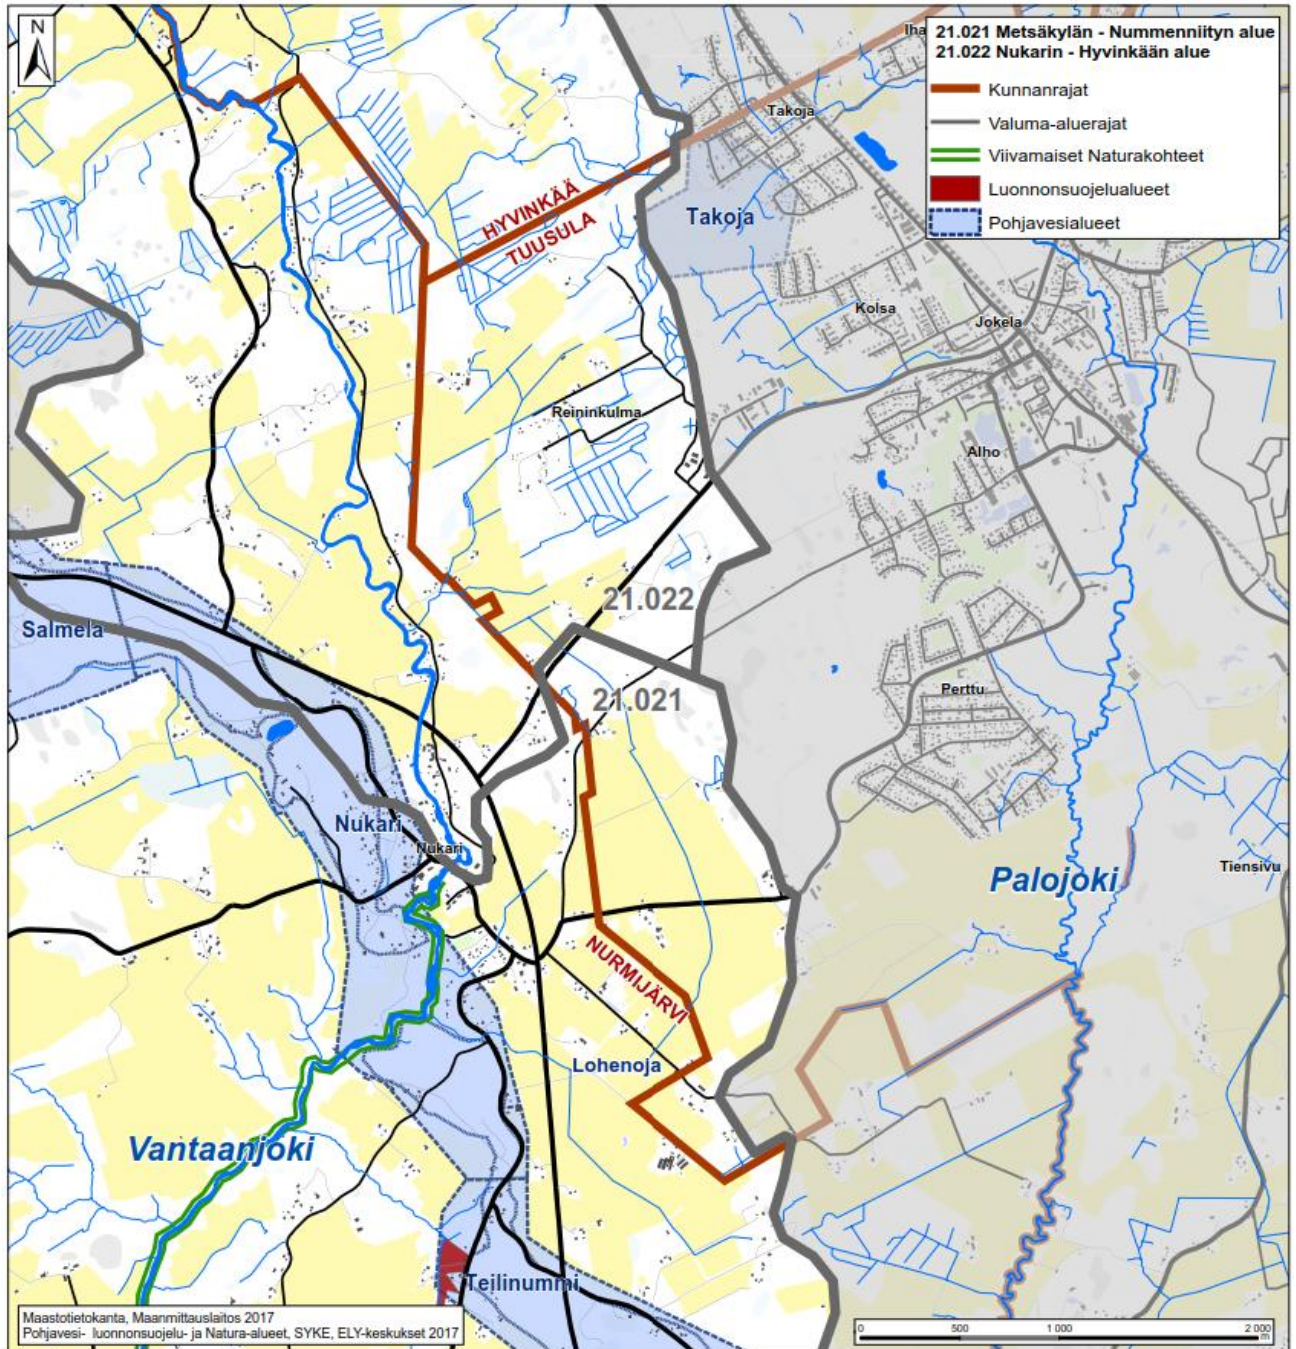 N
21.021 Metsäkylän - Nummenniityn alue
21.022 Nukarin - Hyvinkään alue
Kunnanrajat
Valuma-aluerajat
Viivamaiset Naturakohteet
Luonnonsuojelualueet
Pohjavesialueet
Iha
Takoja
HYVINKÄÄ
TUUSULA
Takoja
Kolsa
Jokela
Reininkulma
Alho
21.022
Salmela
21.021
Perttu
Nukari
Nukari
Palojoki
Tiensivu
NURMIJÄRVI
Lohenoja
Vantaanjoki
Teilinummi
Maastotietokanta, Maanmittauslaitos 2017
Pohjavesi- luonnonsuojelu- ja Natura-alueet, SYKE, ELY-keskukset 2017
0 500 1 000 2 000
m